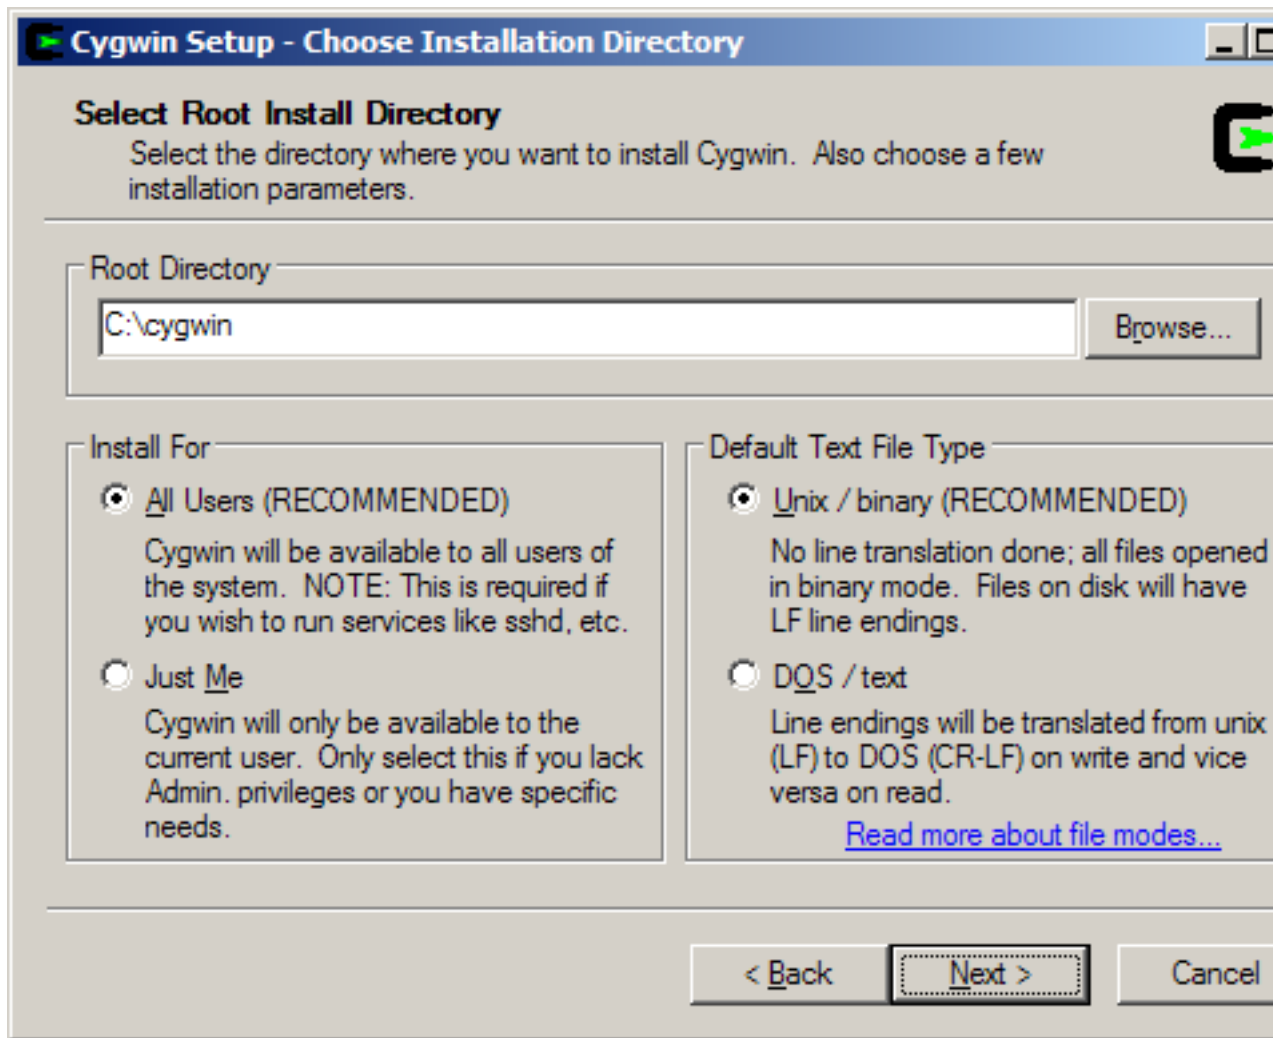 Cygwin Setup - Choose Installation Directory
Select Root Install Directory
Select the directory where you want to install Cygwin.  Also choose a few
installation parameters.
Root Directory
C:\cygwin
Browse...
Install For
All Users (RECOMMENDED)
Cygwin will be available to all users of
the system.  NOTE: This is required if
you wish to run services like sshd, etc.
Just Me
Cygwin will only be available to the
current user.  Only select this if you lack
Admin. privileges or you have specific
needs.
Default Text File Type
Unix / binary (RECOMMENDED)
No line translation done; all files opened
in binary mode.  Files on disk will have
LF line endings.
DOS / text
Line endings will be translated from unix
(LF) to DOS (CR-LF) on write and vice
versa on read.
Read more about file modes...
< Back
Next >
Cancel